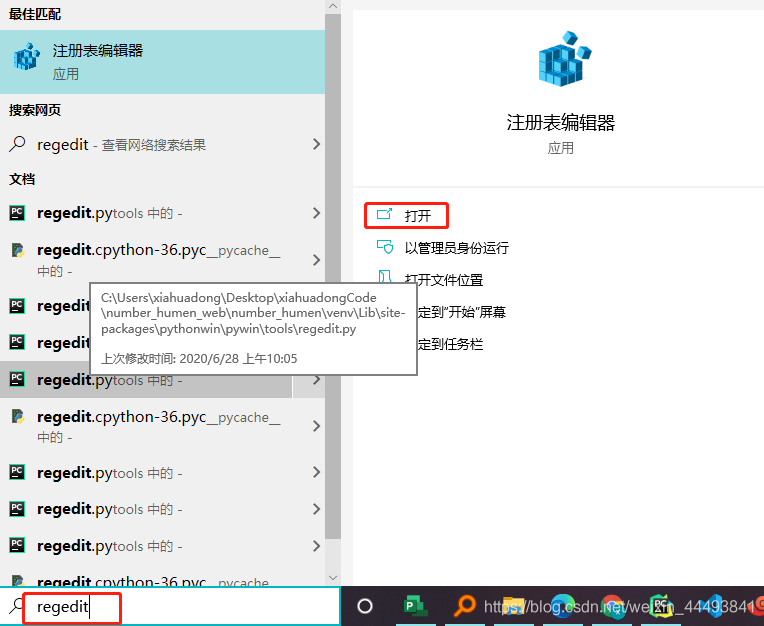 最佳匹配
注册表编辑器
应用
搜索网页
regedit - 查看网络搜索结果
文档
regedit.pytools 中的 -
regedit.cpython-36.pyc__pycache__
中的 -
regedit
regedit
regedit.pytools 中的 -
regedit.cpython-36.pyc__pycache__
中的 -
regedit.pytools 中的 -
regedit.pytools 中的 -
regedit.pytools 中的 -
regedit.cpython-36.pyc__pycache__
regedit
C:\Users\xiahuadong\Desktop\xiahuadongCode
\number_humen_web\number_humen\venv\Lib\site-
packages\pythonwin\pywin\tools\regedit.py
上次修改时间: 2020/6/28 上午10:05
注册表编辑器
应用
打开
以管理员身份运行
打开文件位置
定到"开始"屏幕
定到任务栏
https://blog.csdn.net/weixin_44493841